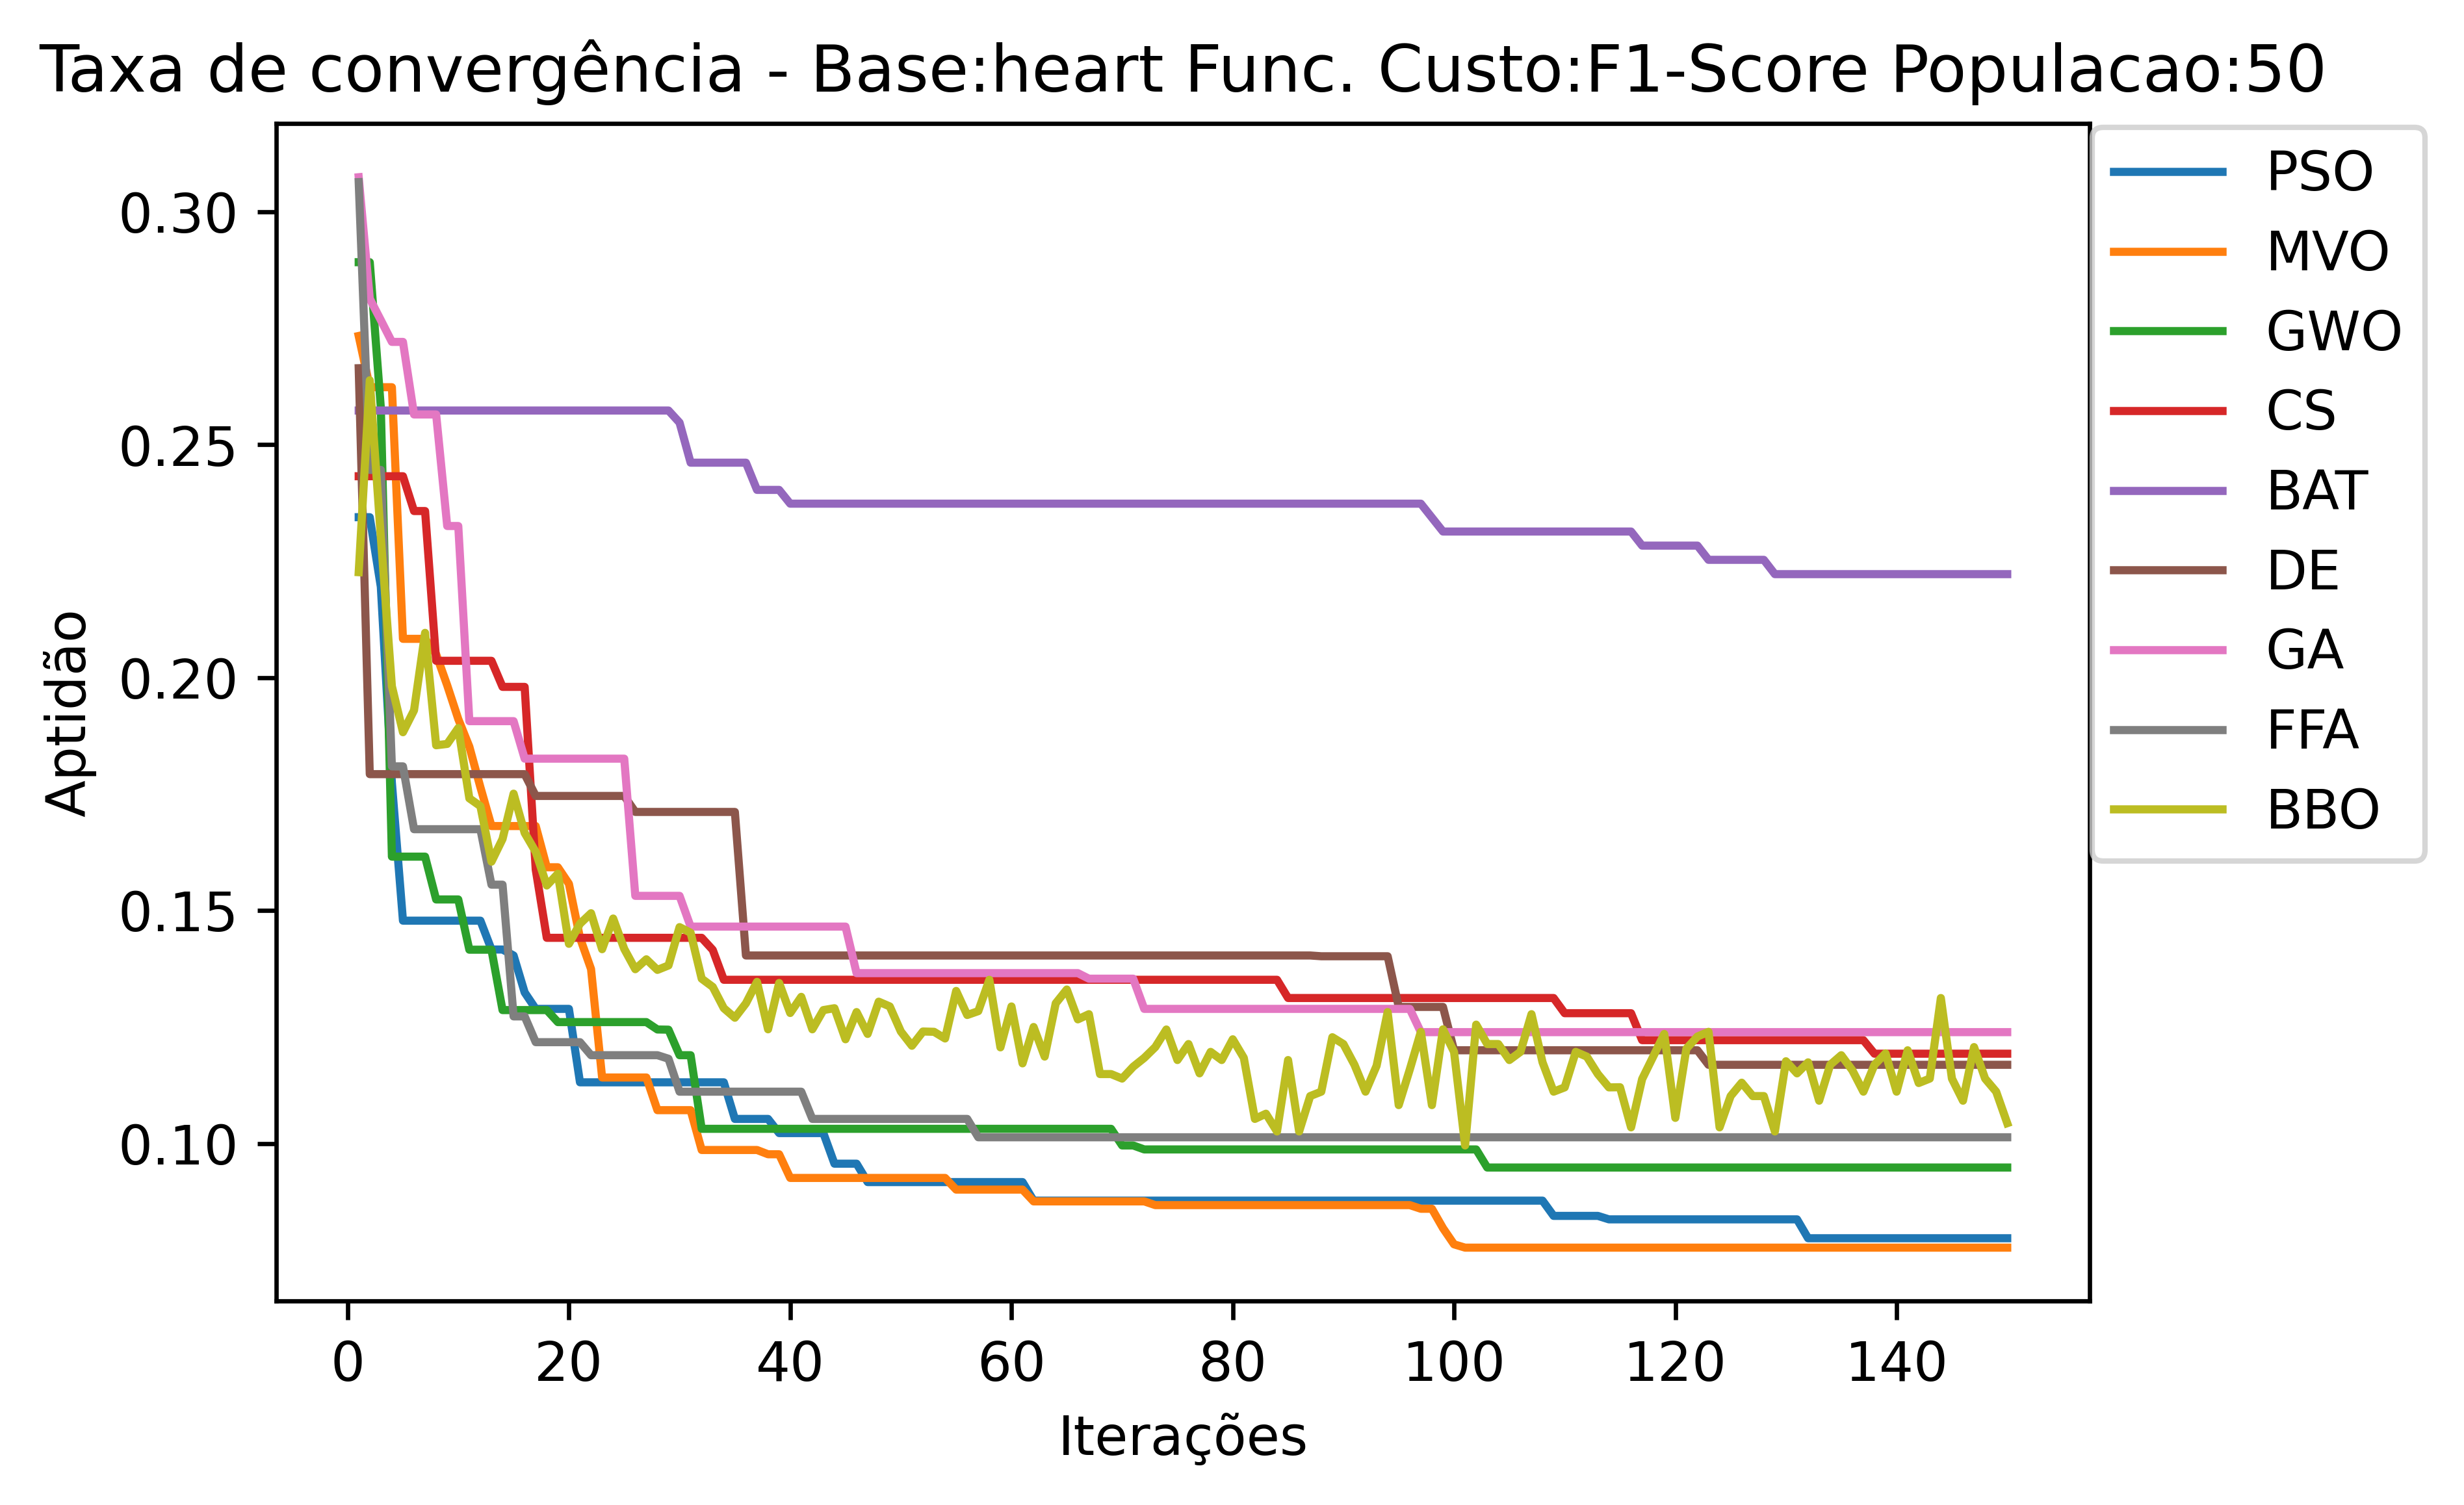 Taxa de convergência - Base:heart Func. Custo:F1-Score Populacao:50
0.30
0.25
0.20
0.15
0.10
Aptidão
0
20
40
60
80
100
120
140
Iterações
PSO
MVO
GWO
CS
BAT
DE
GA
FFA
BBO